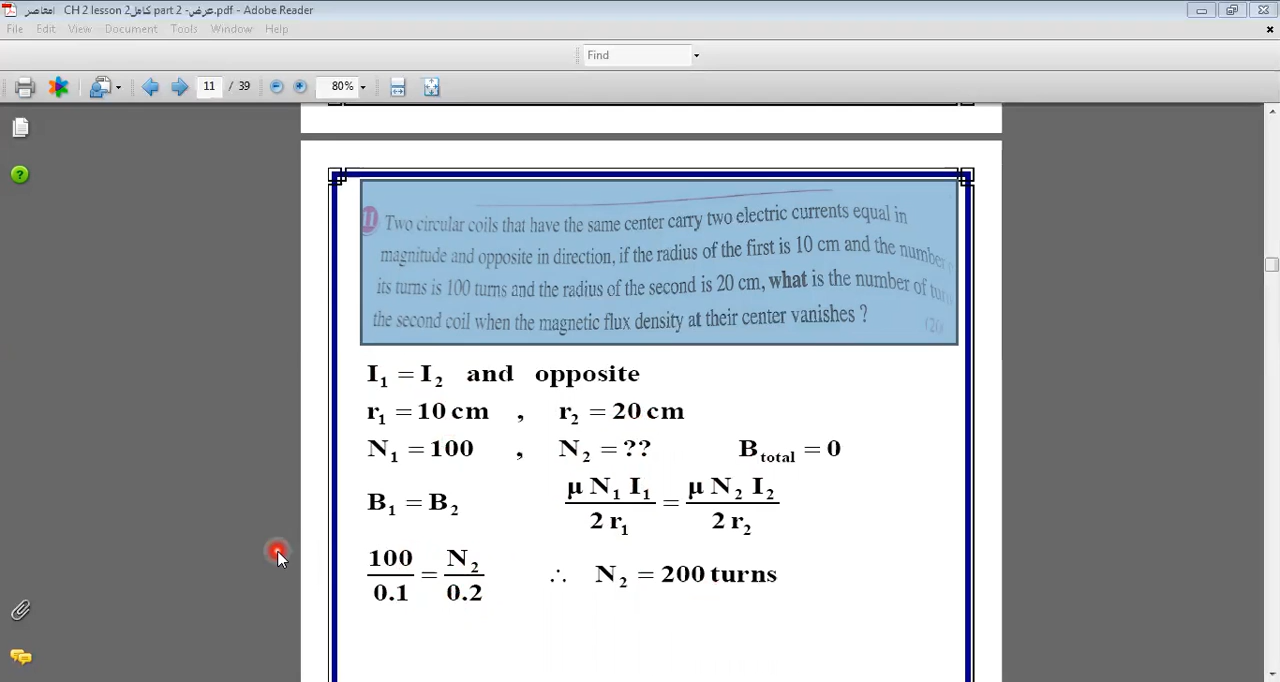 امتاصر CH 2 lesson 2كامل part 2 -عرض.pdf - Adobe Reader
File Edit View Document Tools Window Help
Find
11 / 39 80%
11 Two circular coils that have the same center carry two electric currents equal in
magnitude and opposite in direction, if the radius of the first is 10 cm and the number
its turns is 100 turns and the radius of the second is 20 cm, what is the number of
the second coil when the magnetic flux density at their center vanishes ?
I₁ = I₂ and opposite
r₁ = 10 cm , r₂ = 20 cm
N₁ = 100 , N₂ = ?? B_total = 0
B₁ = B₂ μ N₁ I₁ / 2 r₁ = μ N₂ I₂ / 2 r₂
100 / 0.1 = N₂ / 0.2 ∴ N₂ = 200 turns